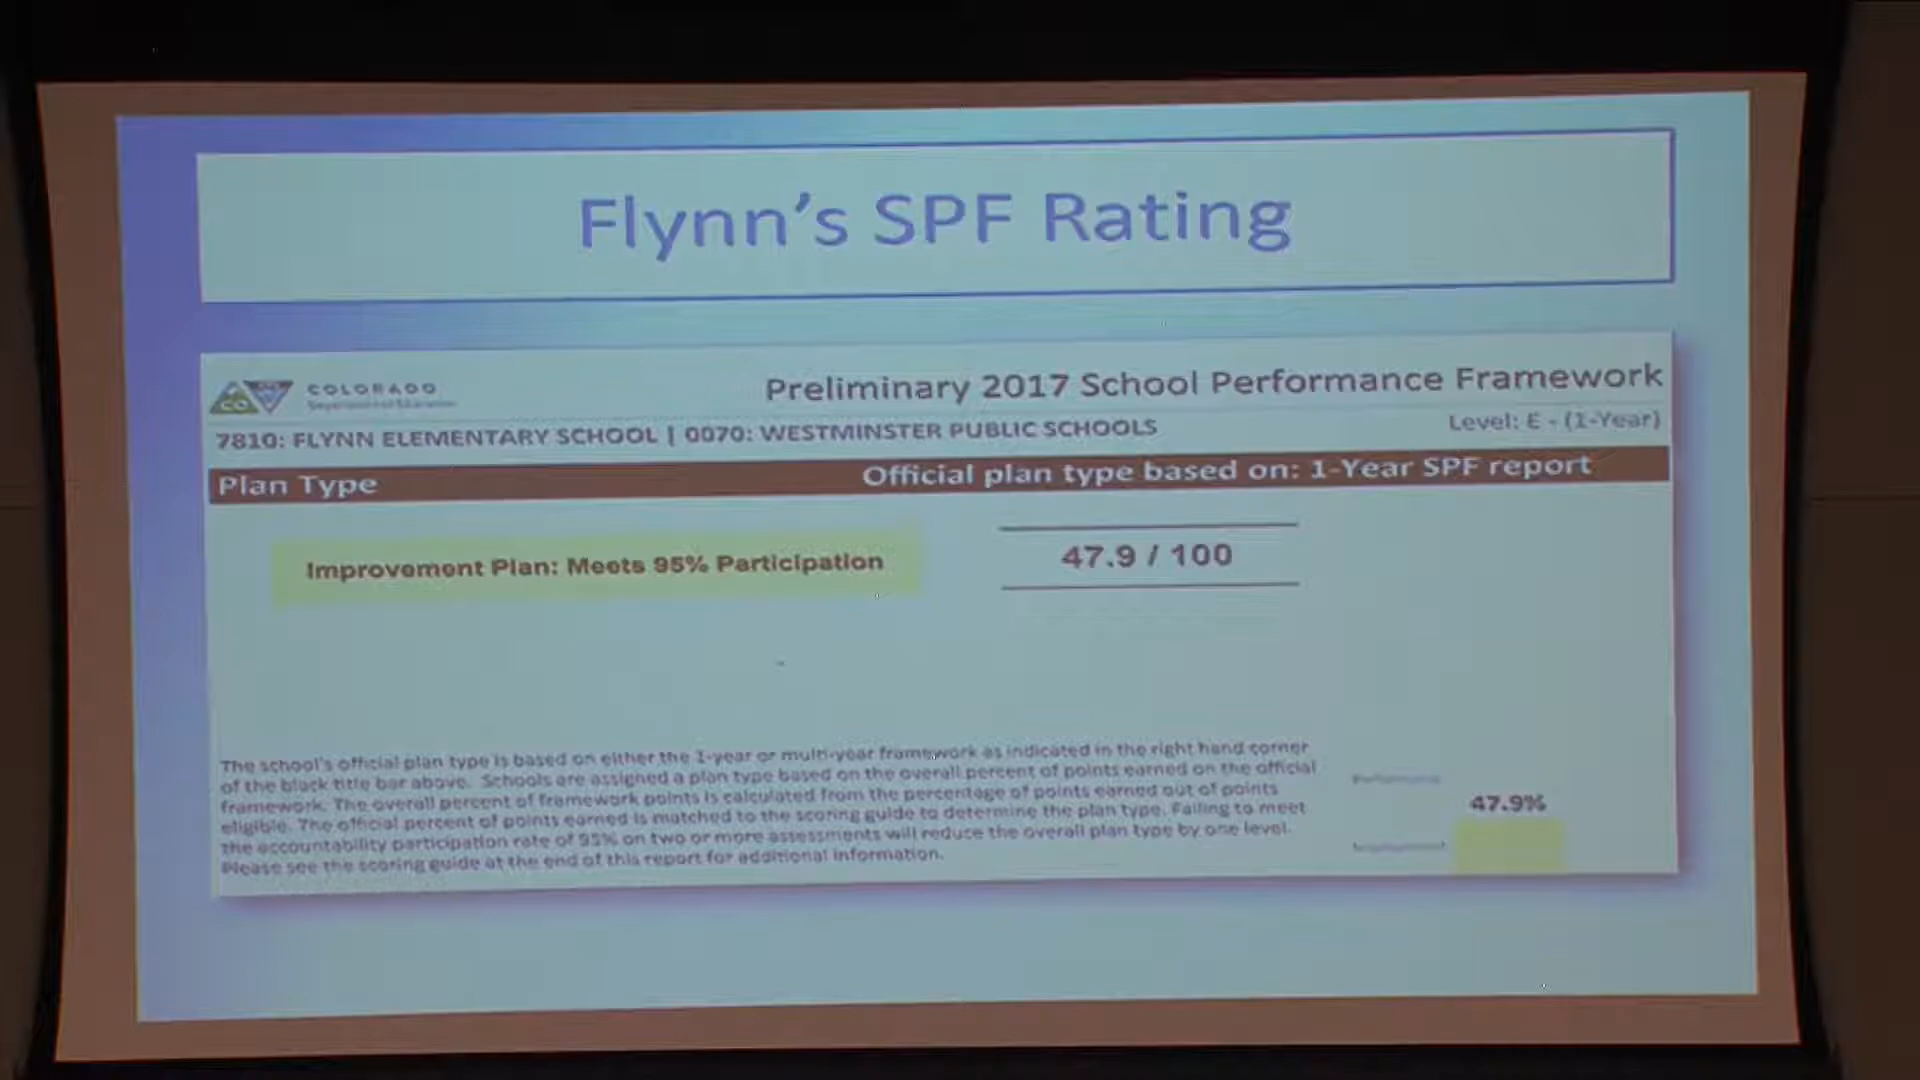 Flynn's SPF Rating
COLORADO
Preliminary 2017 School Performance Framework
7810: FLYNN ELEMENTARY SCHOOL | 0070: WESTMINSTER PUBLIC SCHOOLS
Level: E - (1-Year)
Plan Type
Official plan type based on: 1-Year SPF report
Improvement Plan: Meets 95% Participation
47.9 / 100
The school's official plan type is based on either the 1-year or multi-year framework as indicated in the right hand corner
of the black title bar above. Schools are assigned a plan type based on the overall percent of points earned on the official
framework. The overall percent of framework points is calculated from the percentage of points earned out of points
eligible. The official percent of points earned is matched to the scoring guide to determine the plan type. Failing to meet
the accountability participation rate of 95% on two or more assessments will reduce the overall plan type by one level.
Please see the scoring guide at the end of this report for additional information.
47.9%